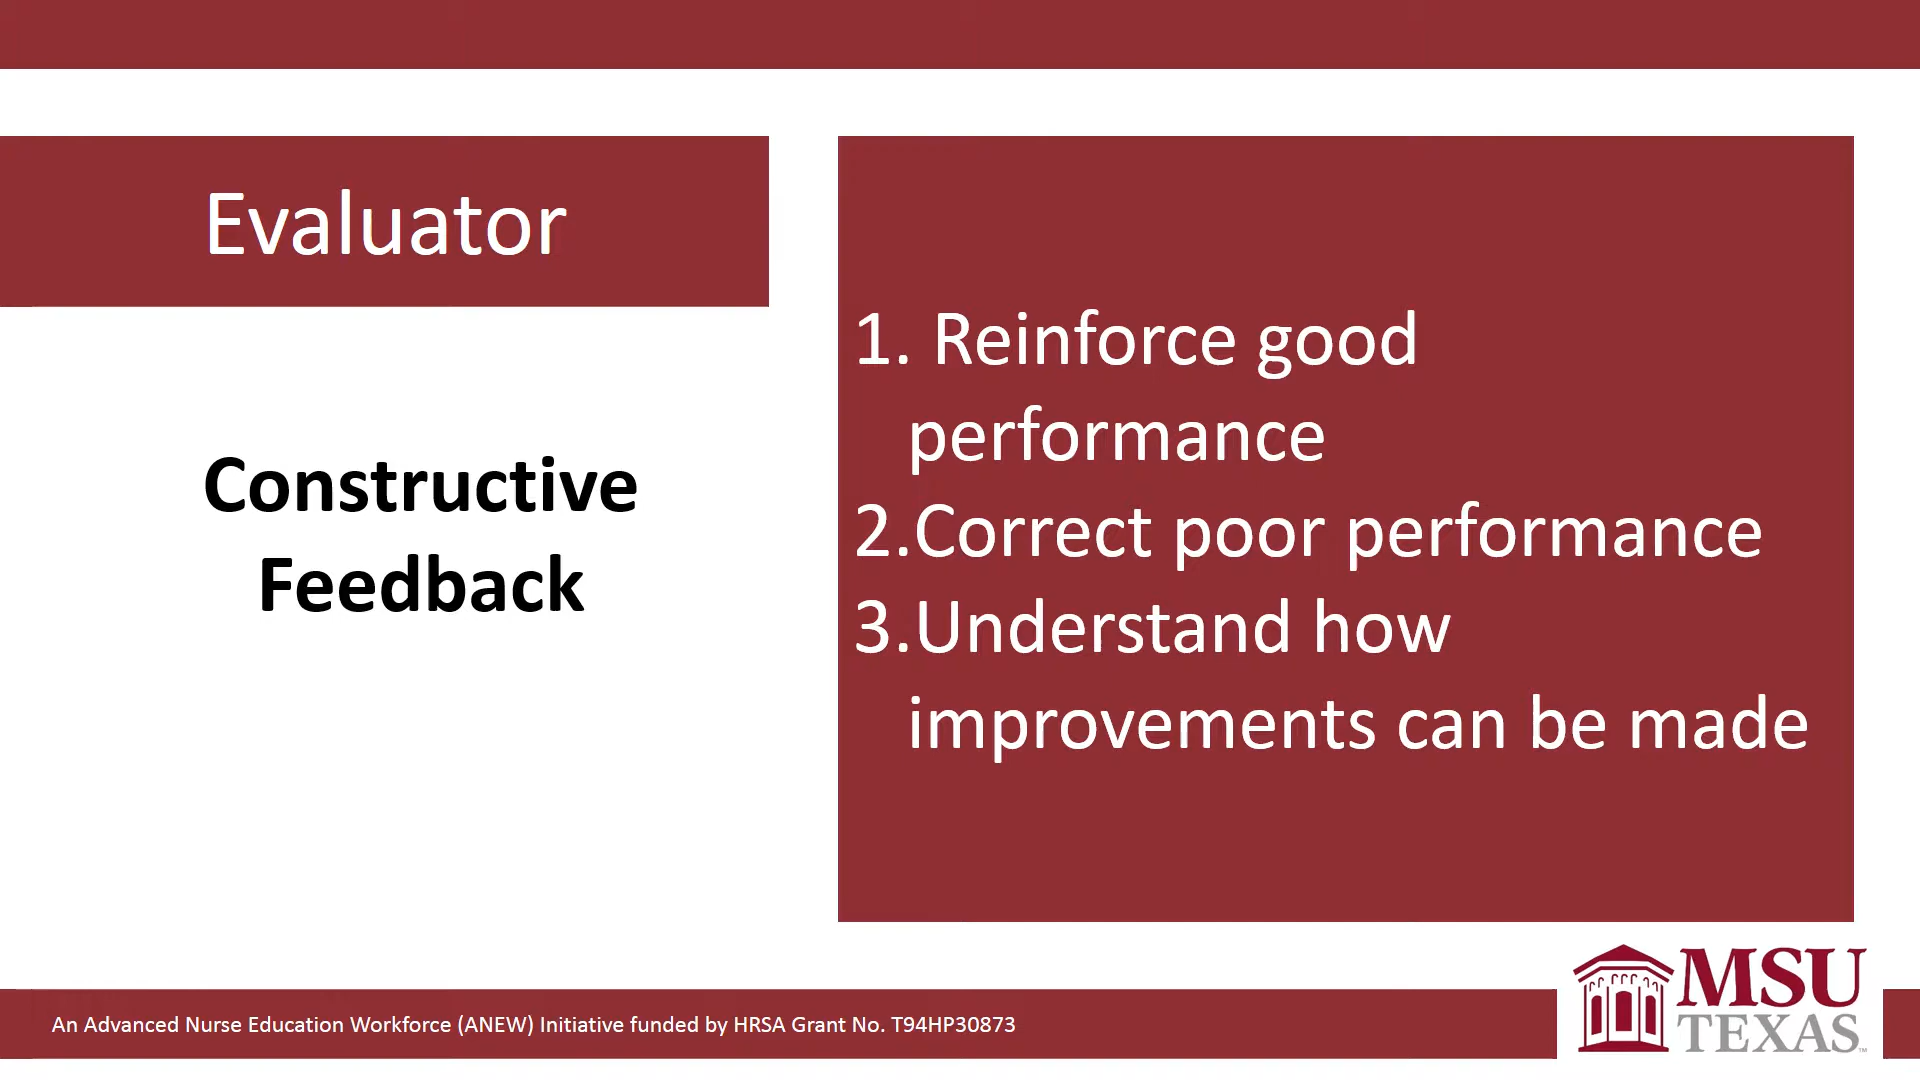 Evaluator
Constructive
Feedback
1. Reinforce good
performance
2.Correct poor performance
3.Understand how
improvements can be made
An Advanced Nurse Education Workforce (ANEW) Initiative funded by HRSA Grant No. T94HP30873
MSU
TEXAS™